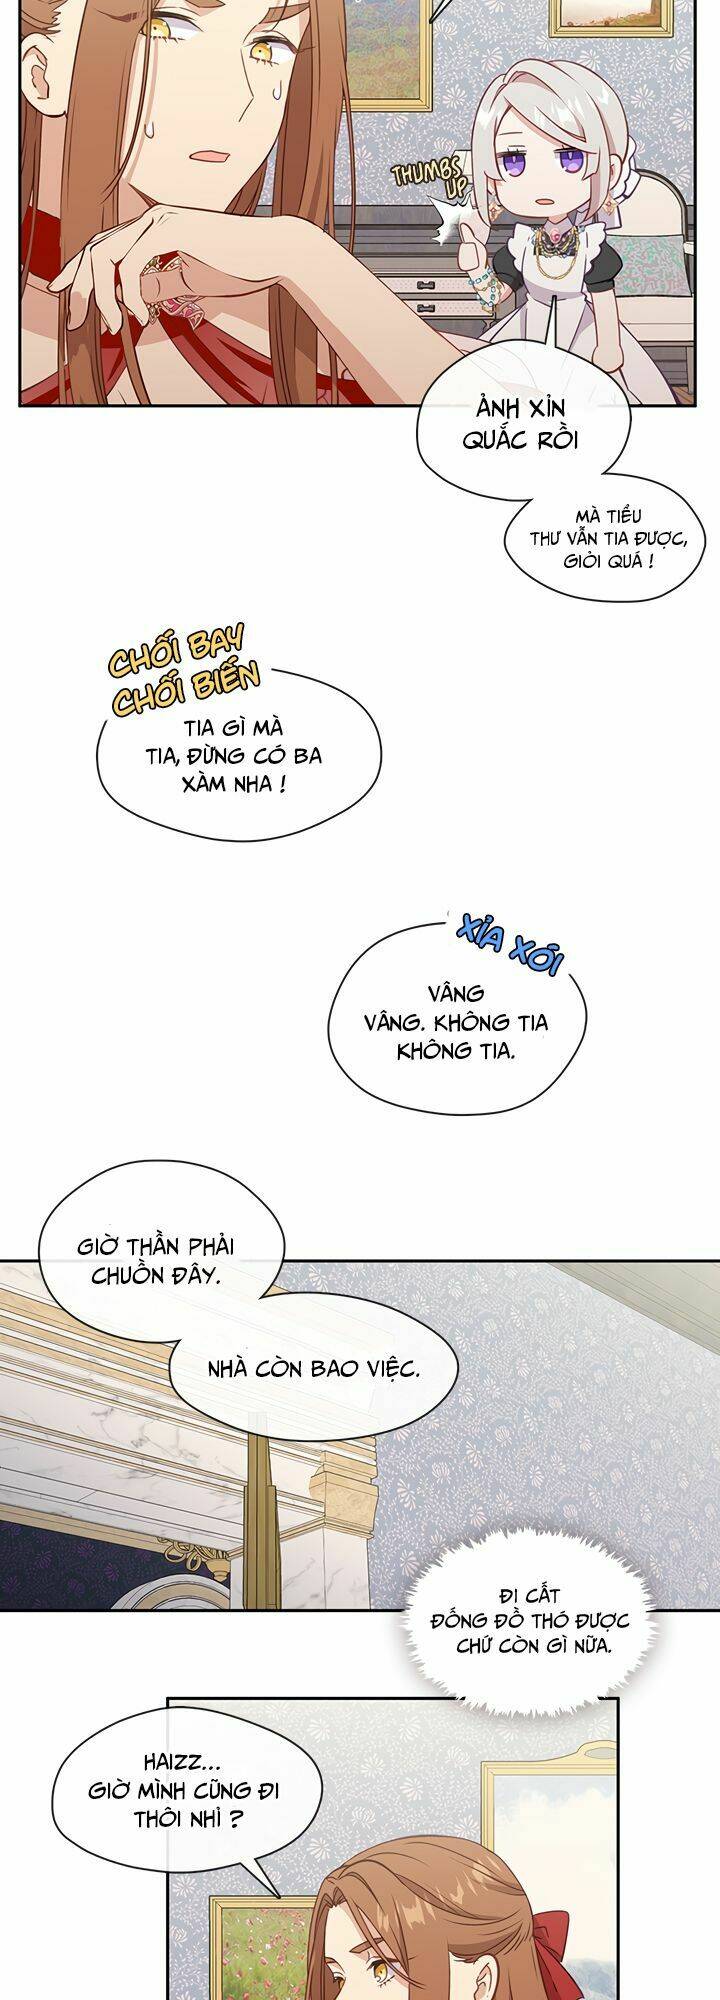 THUMBS
UP
ẢNH XỈN
QUẮC RỒI
MÀ TIỂU
THƯ VẪN TIA ĐƯỢC,
GIỎI QUÁ !
CHỐI BAY
CHỐI BIẾN
TIA GÌ MÀ
TIA, ĐỪNG CÓ BA
XÀM NHA !
XỈA XÓI
VÂNG
VÂNG. KHÔNG TIA
KHÔNG TIA.
GIỜ THẦN PHẢI
CHUỒN ĐÂY.
NHÀ CÒN BAO VIỆC.
ĐI CẤT
ĐỐNG ĐỒ THÓ ĐƯỢC
CHỨ CÒN GÌ NỮA.
HAIZZ...
GIỜ MÌNH CŨNG ĐI
THÔI NHỈ ?